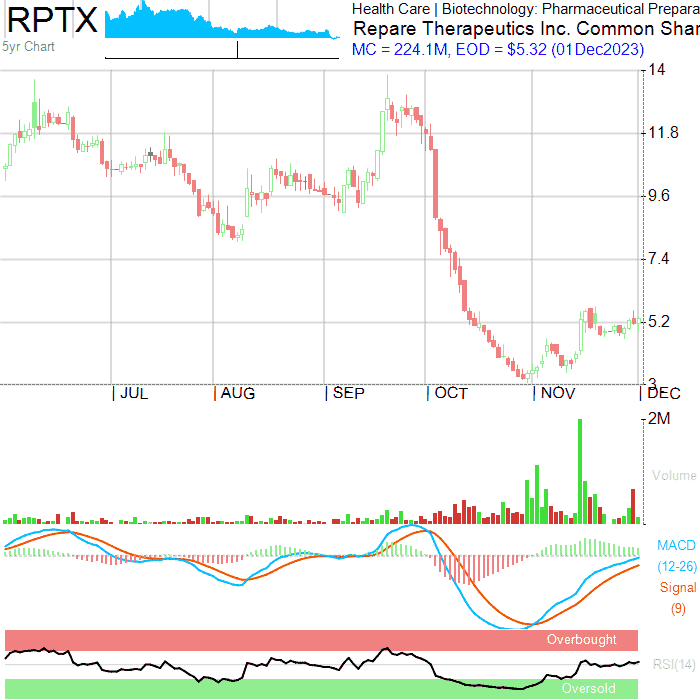 RPTX
5yr Chart
Health Care | Biotechnology: Pharmaceutical Prepara
Repare Therapeutics Inc. Common Shar
MC = 224.1M, EOD = $5.32 (01Dec2023)
14
11.8
9.6
7.4
5.2
3
JUL AUG SEP OCT NOV DEC
2M
Volume
MACD
(12-26)
Signal
(9)
Overbought
RSI(14)
Oversold